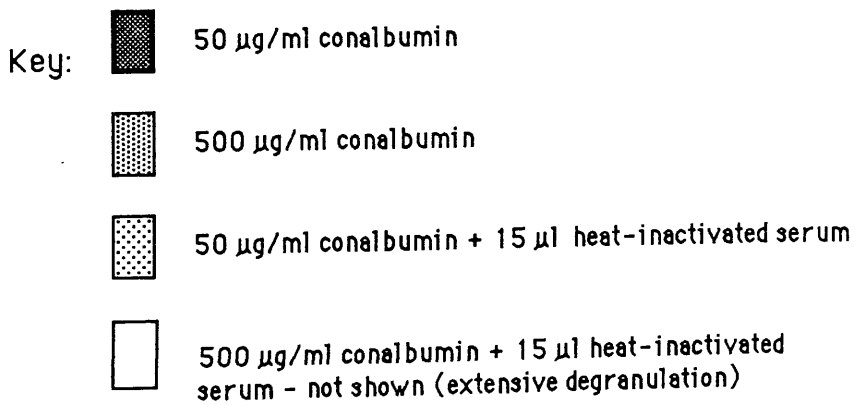 Key:
50 µg/ml conalbumin
500 µg/ml conalbumin
50 µg/ml conalbumin + 15 µl heat-inactivated serum
500 µg/ml conalbumin + 15 µl heat-inactivated
serum - not shown (extensive degranulation)